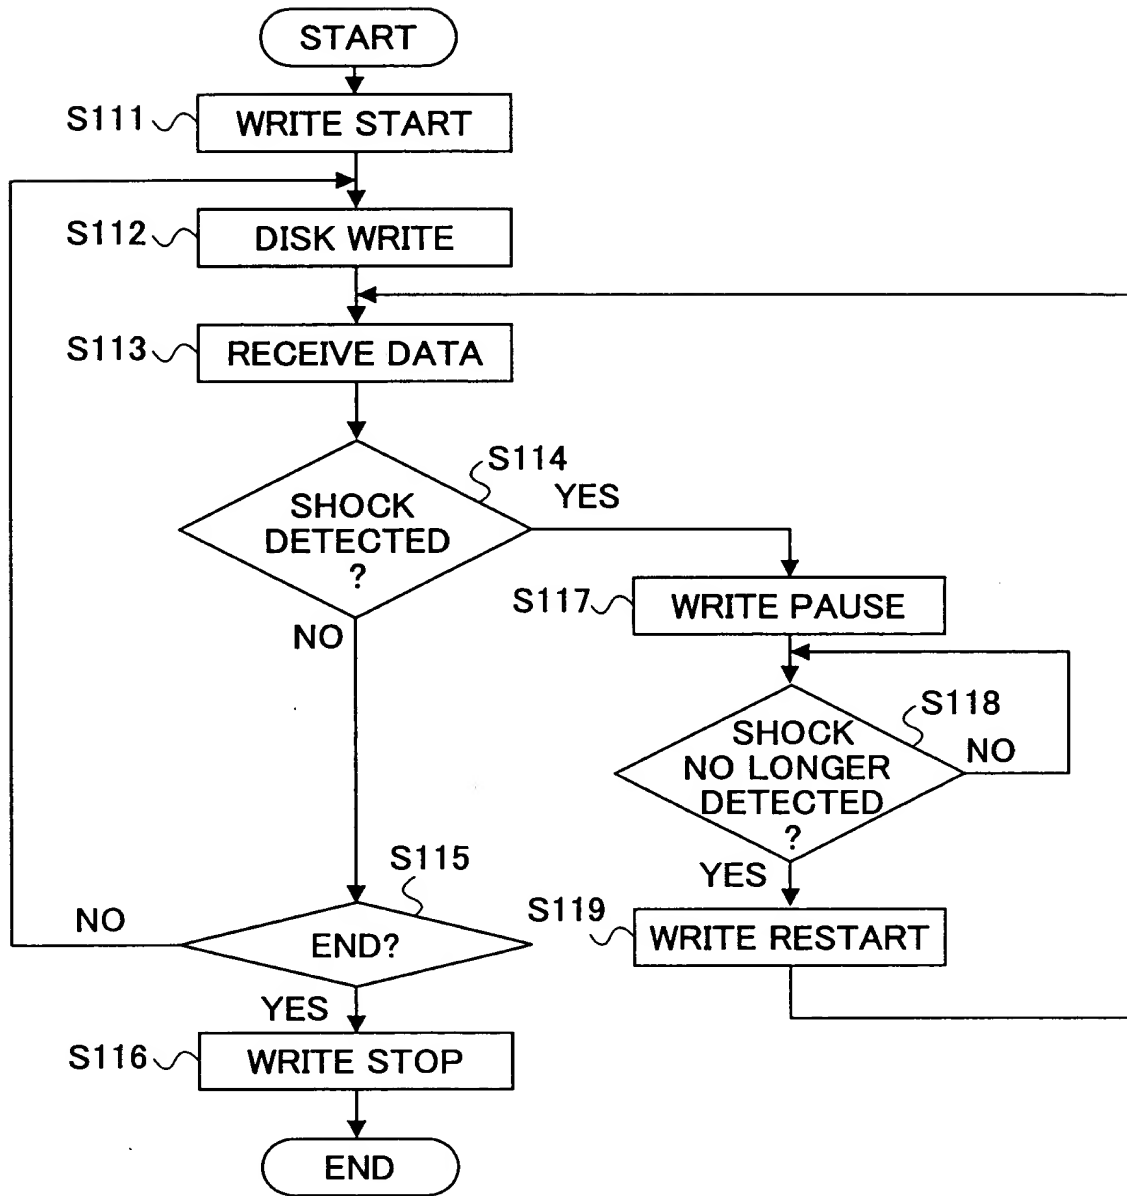 START
S111
WRITE START
S112
DISK WRITE
S113
RECEIVE DATA
S114
YES
SHOCK
DETECTED
?
NO
S117
WRITE PAUSE
S118
SHOCK
NO LONGER
DETECTED
?
NO
YES
S119
WRITE RESTART
S115
NO
END?
YES
S116
WRITE STOP
END